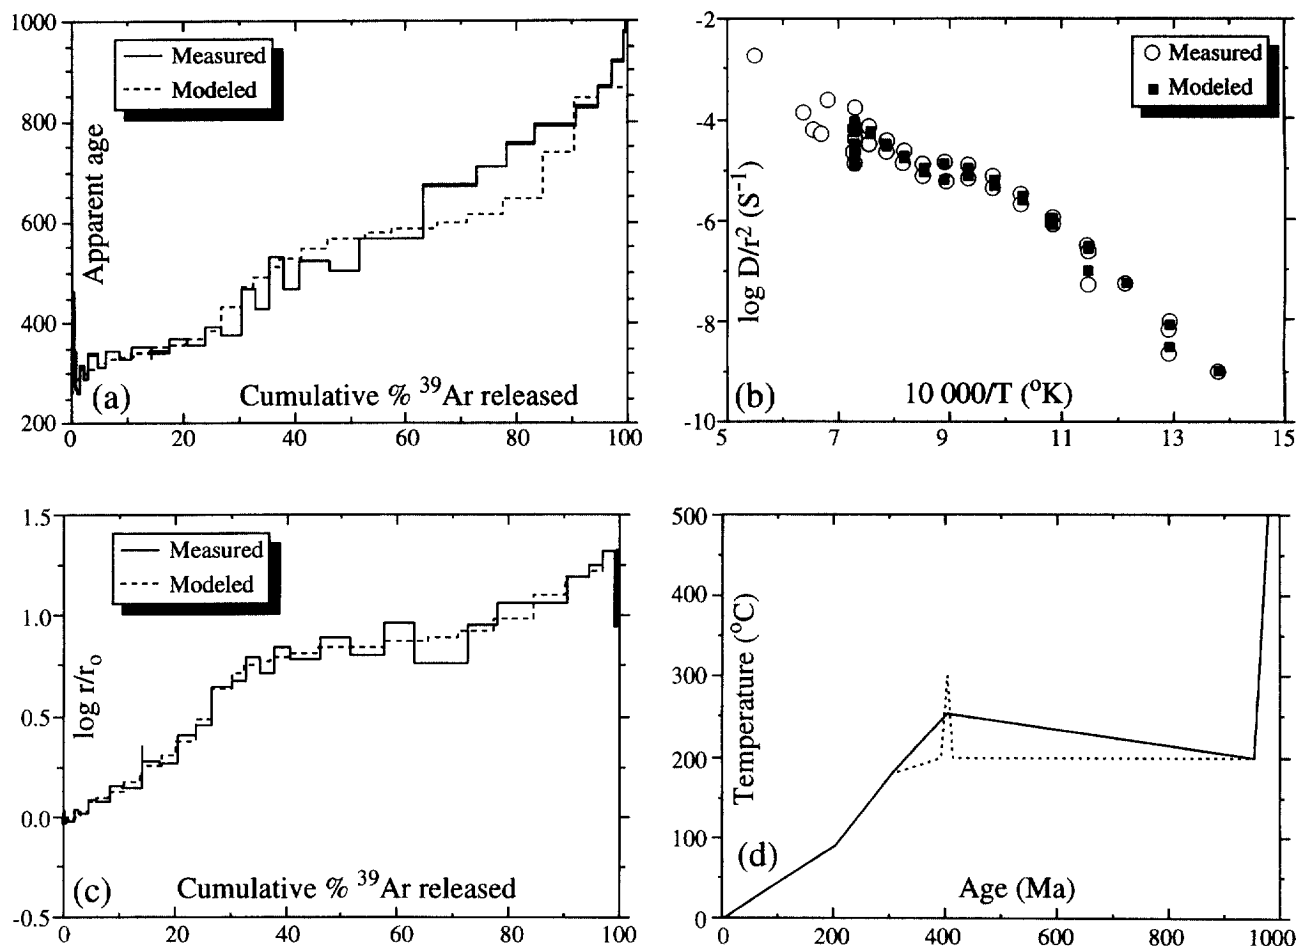 1000
800
600
400
200
Apparent age
Measured
Modeled
(a)
Cumulative % ³⁹Ar released
0 20 40 60 80 100
-2
-4
-6
-8
-10
log D/r² (S⁻¹)
Measured
Modeled
(b)
10 000/T (°K)
5 7 9 11 13 15
1.5
1.0
0.5
0.0
-0.5
log r/r₀
Measured
Modeled
(c)
Cumulative % ³⁹Ar released
0 20 40 60 80 100
500
400
300
200
100
0
Temperature (°C)
(d)
Age (Ma)
0 200 400 600 800 1000